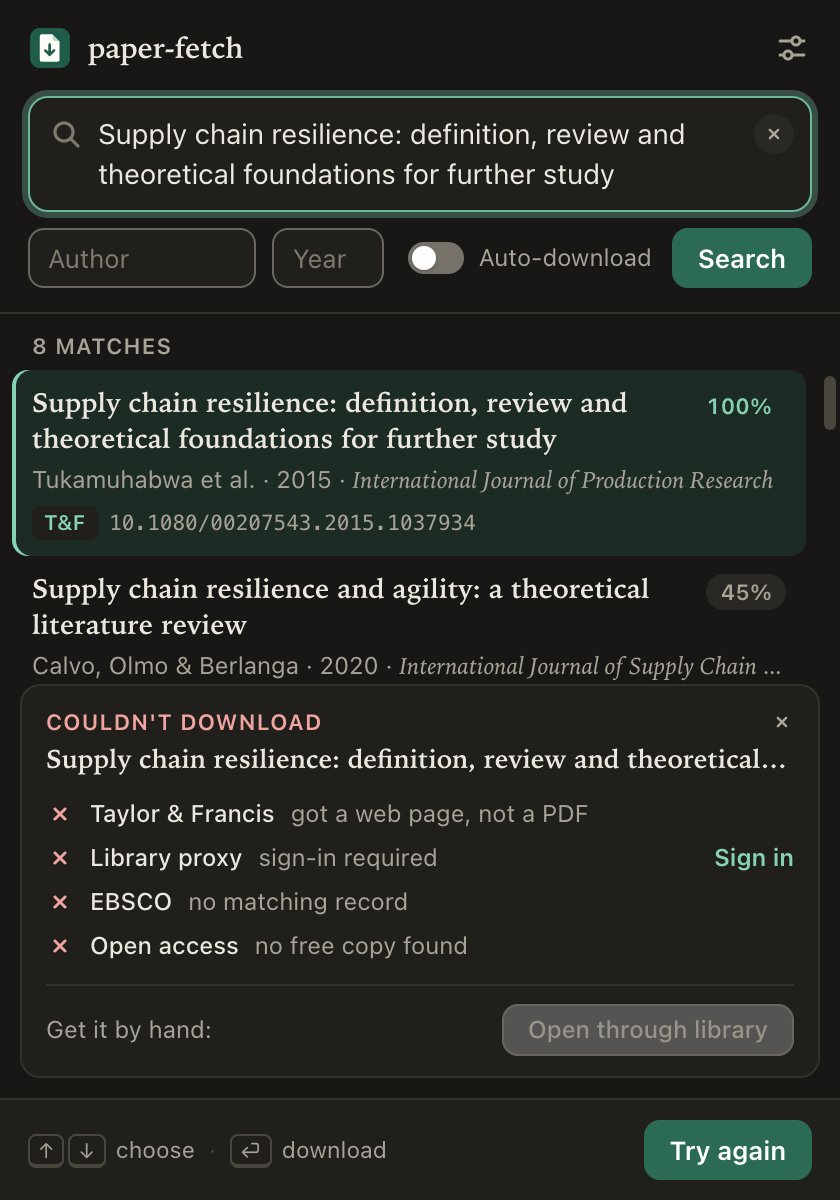 paper-fetch
Supply chain resilience: definition, review and
theoretical foundations for further study
Author
Year
Auto-download
Search
8 MATCHES
Supply chain resilience: definition, review and
theoretical foundations for further study
100%
Tukamuhabwa et al. · 2015 · International Journal of Production Research
T&F 10.1080/00207543.2015.1037934
Supply chain resilience and agility: a theoretical
literature review
45%
Calvo, Olmo & Berlanga · 2020 · International Journal of Supply Chain ...
COULDN'T DOWNLOAD
Supply chain resilience: definition, review and theoretical...
Taylor & Francis got a web page, not a PDF
Library proxy sign-in required Sign in
EBSCO no matching record
Open access no free copy found
Get it by hand: Open through library
↑ ↓ choose · ↵ download
Try again